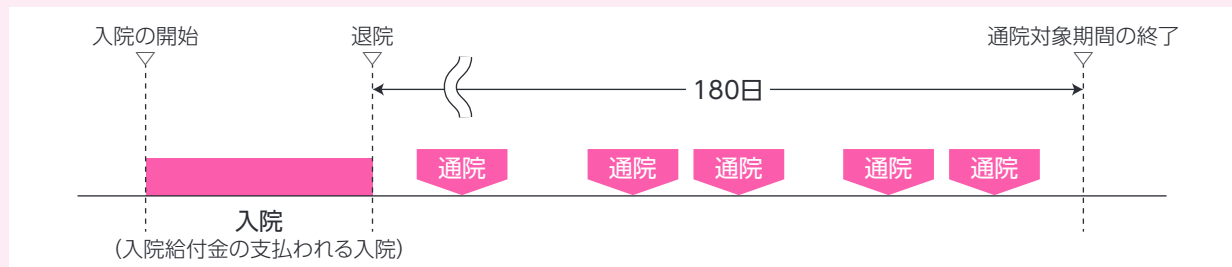 入院の開始
退院
通院対象期間の終了
180日
通院
通院
通院
通院
通院
入院
(入院給付金の支払われる入院)